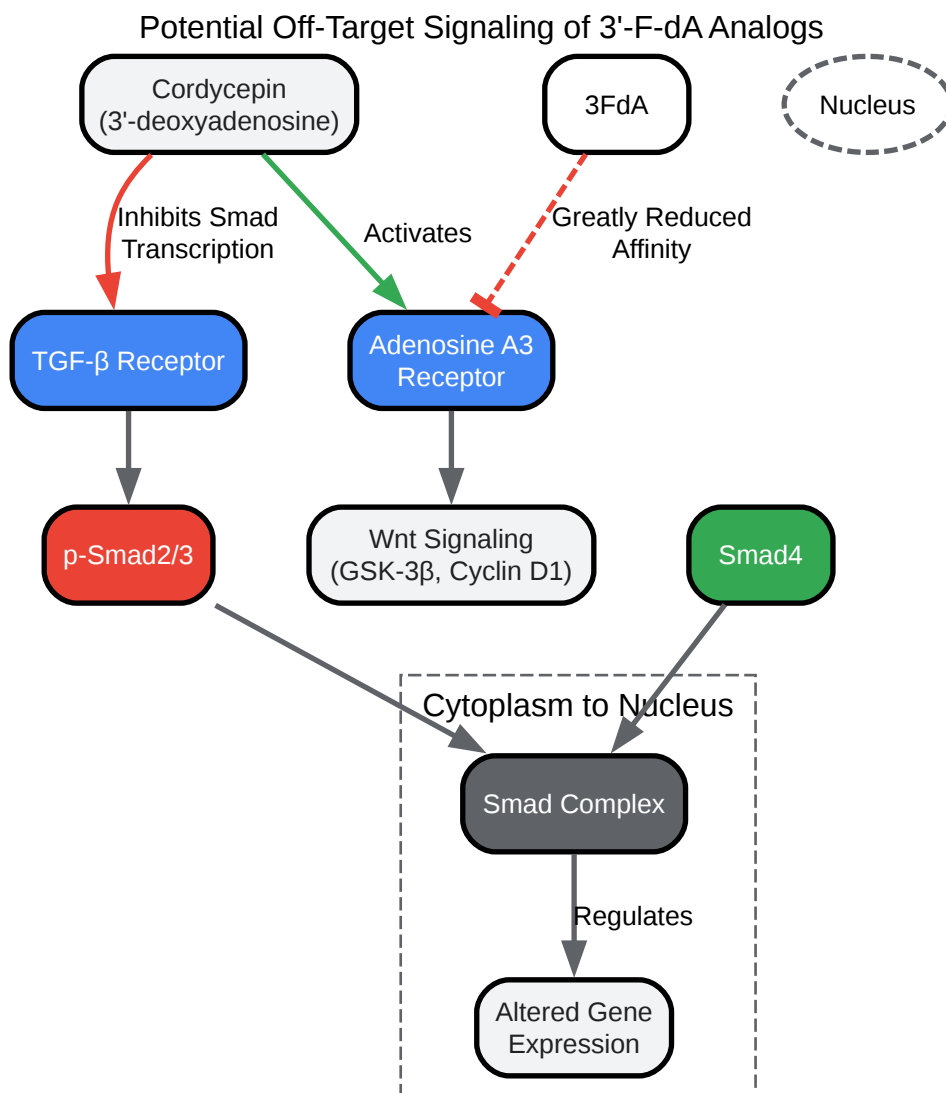 Potential Off-Target Signaling of 3'-F-dA Analogs
Cordycepin
(3'-deoxyadenosine)
3FdA
Nucleus
Inhibits Smad
Transcription
Activates
Greatly Reduced
Affinity
TGF-β Receptor
Adenosine A3
Receptor
p-Smad2/3
Wnt Signaling
(GSK-3β, Cyclin D1)
Smad4
Cytoplasm to Nucleus
Smad Complex
Regulates
Altered Gene
Expression